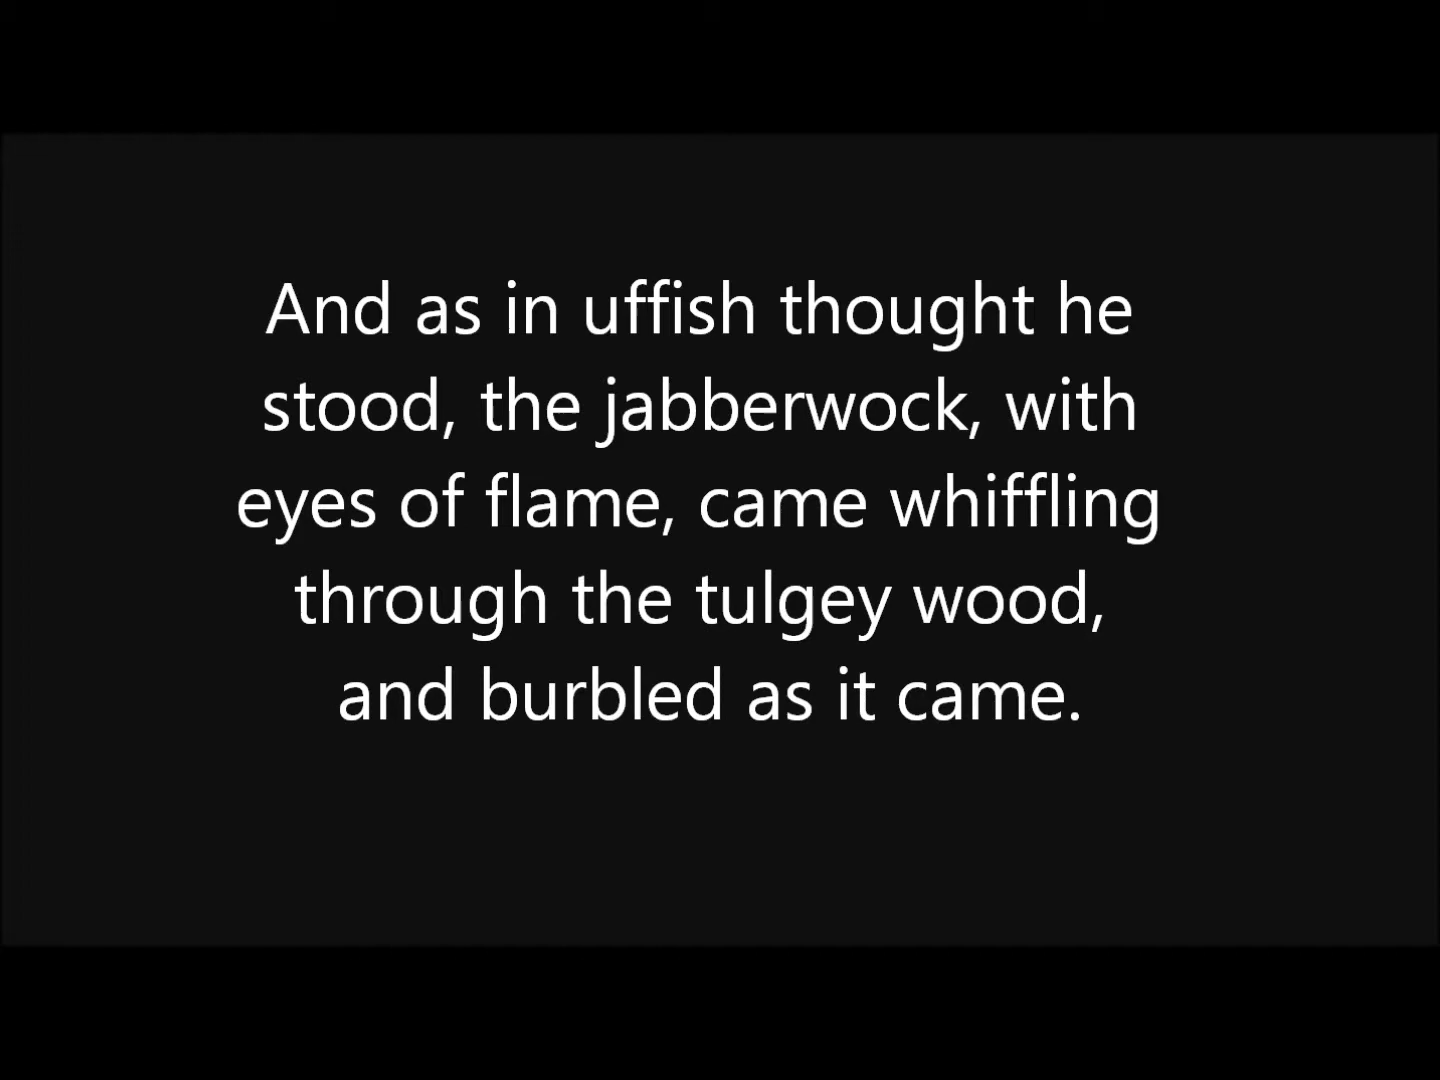 And as in uffish thought he
stood, the jabberwock, with
eyes of flame, came whiffling
through the tulgey wood,
and burbled as it came.